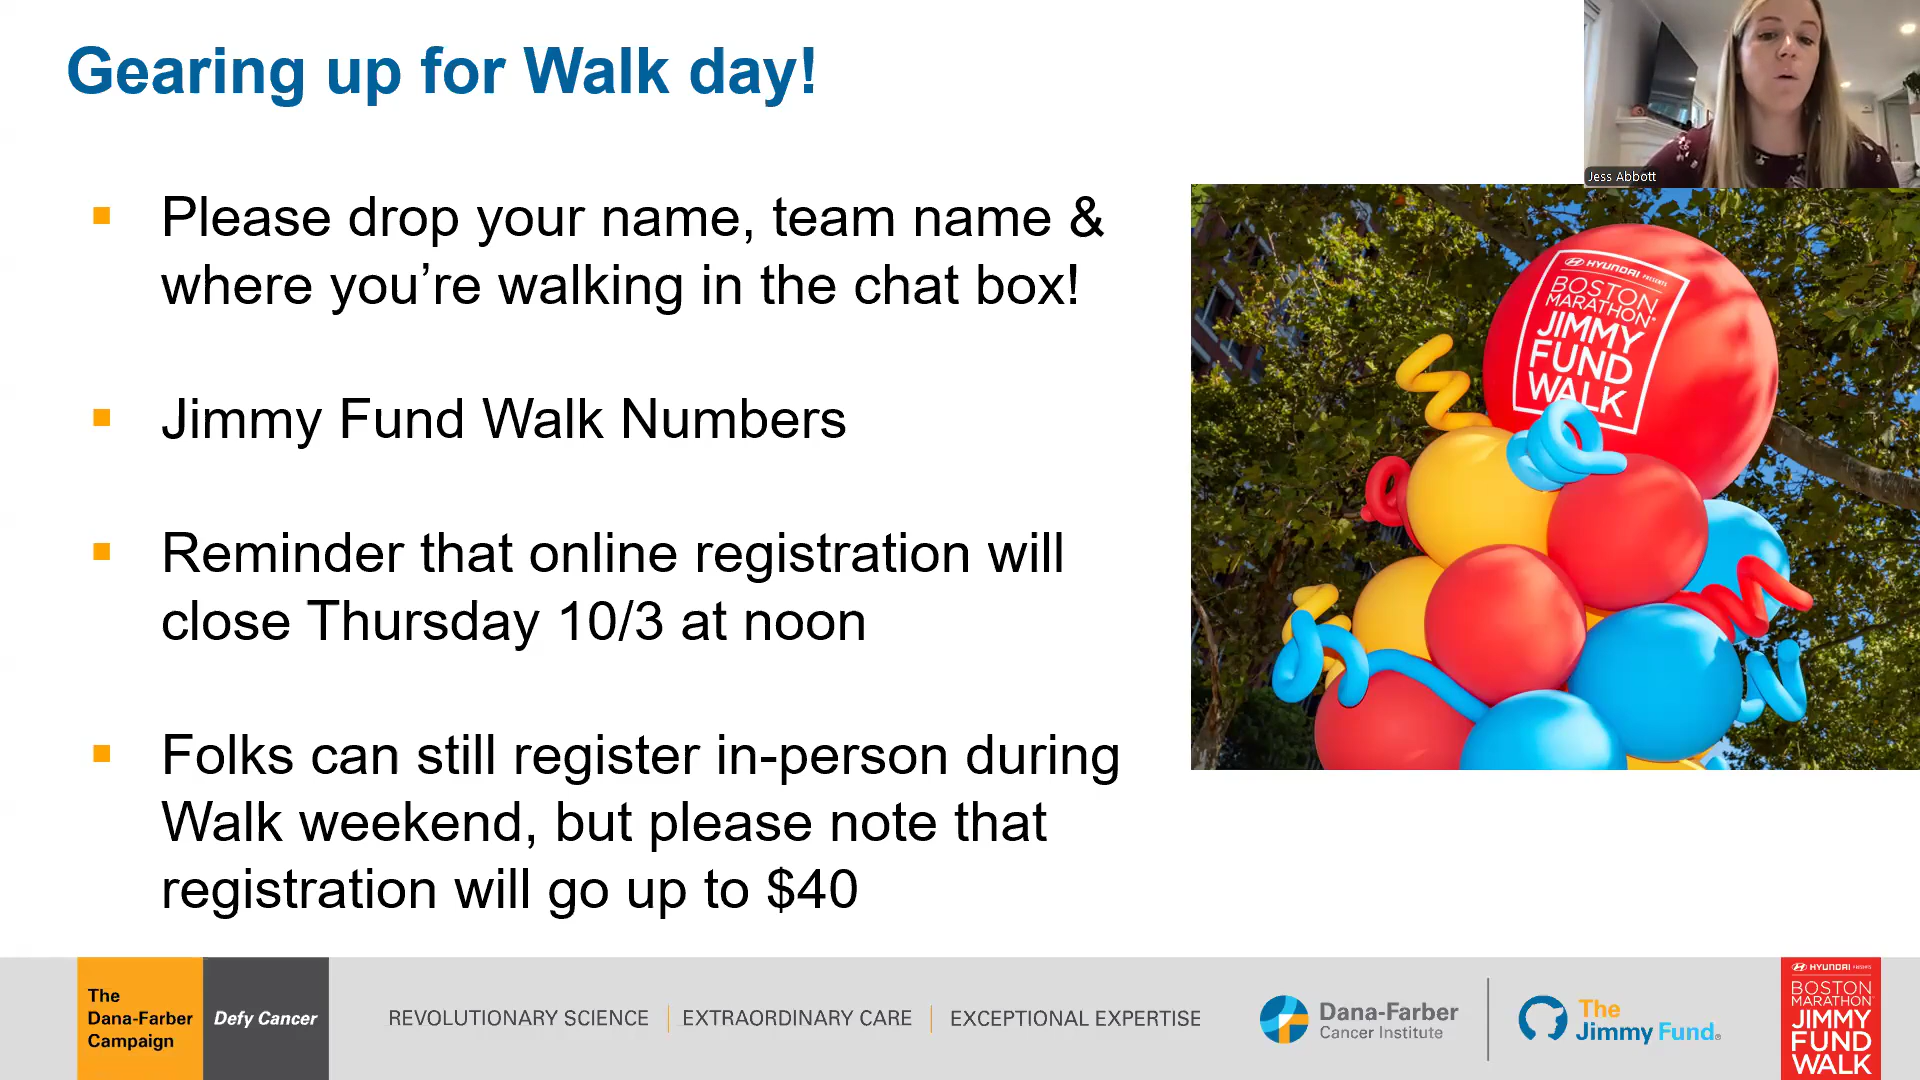 Gearing up for Walk day!
Jess Abbott
Please drop your name, team name &
where you’re walking in the chat box!
Jimmy Fund Walk Numbers
Reminder that online registration will
close Thursday 10/3 at noon
Folks can still register in-person during
Walk weekend, but please note that
registration will go up to $40
HYUNDAI PRESENTS
BOSTON
MARATHON®
JIMMY
FUND
WALK
The
Dana-Farber
Campaign
Defy Cancer
REVOLUTIONARY SCIENCE
EXTRAORDINARY CARE
EXCEPTIONAL EXPERTISE
Dana-Farber
Cancer Institute
The
Jimmy Fund®
HYUNDAI PRESENTS
BOSTON
MARATHON
JIMMY
FUND
WALK